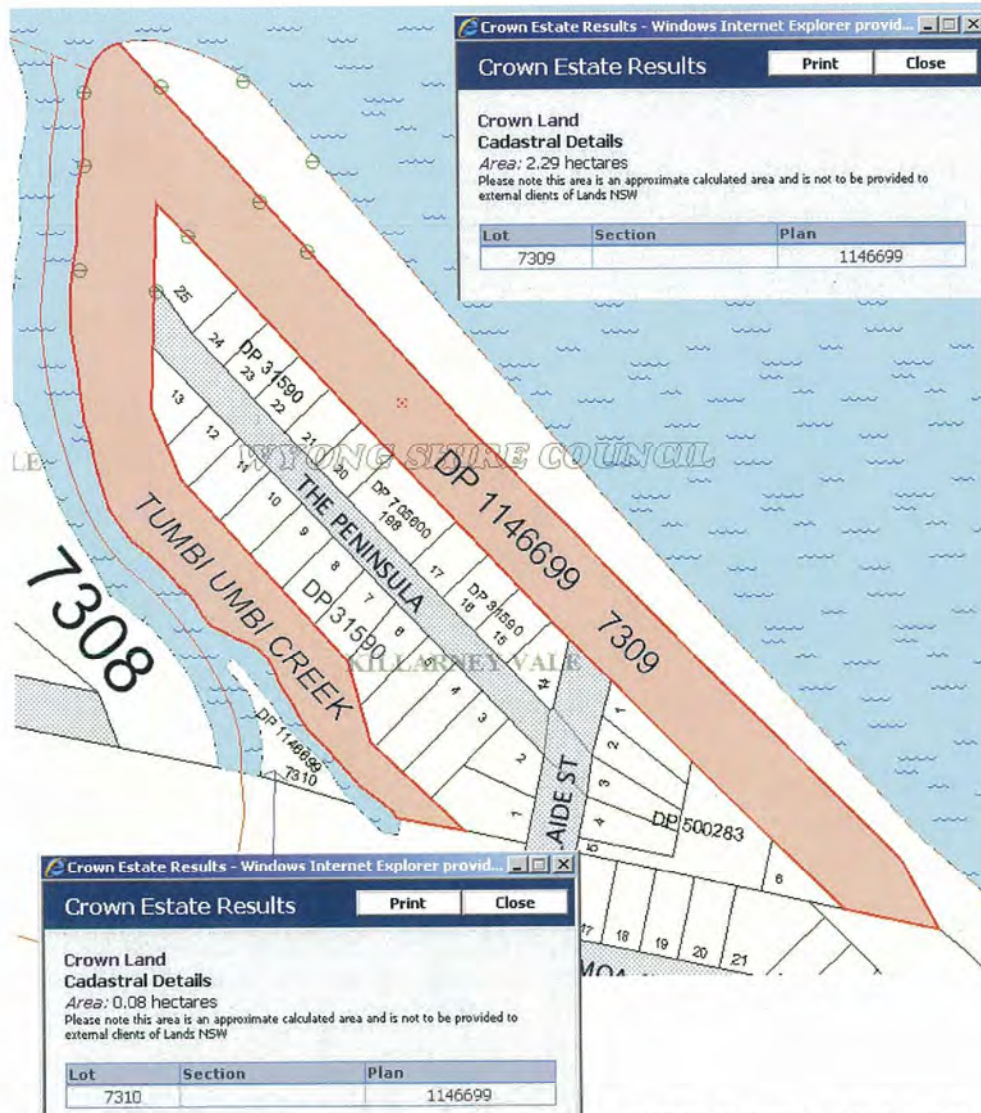 Crown Estate Results - Windows Internet Explorer provid...
Crown Estate Results
Print
Close
Crown Land
Cadastral Details
Area: 2.29 hectares
Please note this area is an approximate calculated area and is not to be provided to
external clients of Lands NSW
Lot Section Plan
7309 1146699
25
24
DP 31590
23
22
13
21
12
WYONG SHIRE COUNCIL
LE
11
20
DP 1146699 7309
10
THE PENINSULA
DP 705600
198
9
TUMBI UMBI CREEK
8
17
7308
DP 31590
7
16
DP 31590
15
6
KILLARNEY VALE
5
4
14
3
1
2
2
DP 1146699
7310
3
1
AIDE ST
4
DP 500283
5
6
17
18
19
20
21
MOA
Crown Estate Results - Windows Internet Explorer provid...
Crown Estate Results
Print
Close
Crown Land
Cadastral Details
Area: 0.08 hectares
Please note this area is an approximate calculated area and is not to be provided to
external clients of Lands NSW
Lot Section Plan
7310 1146699